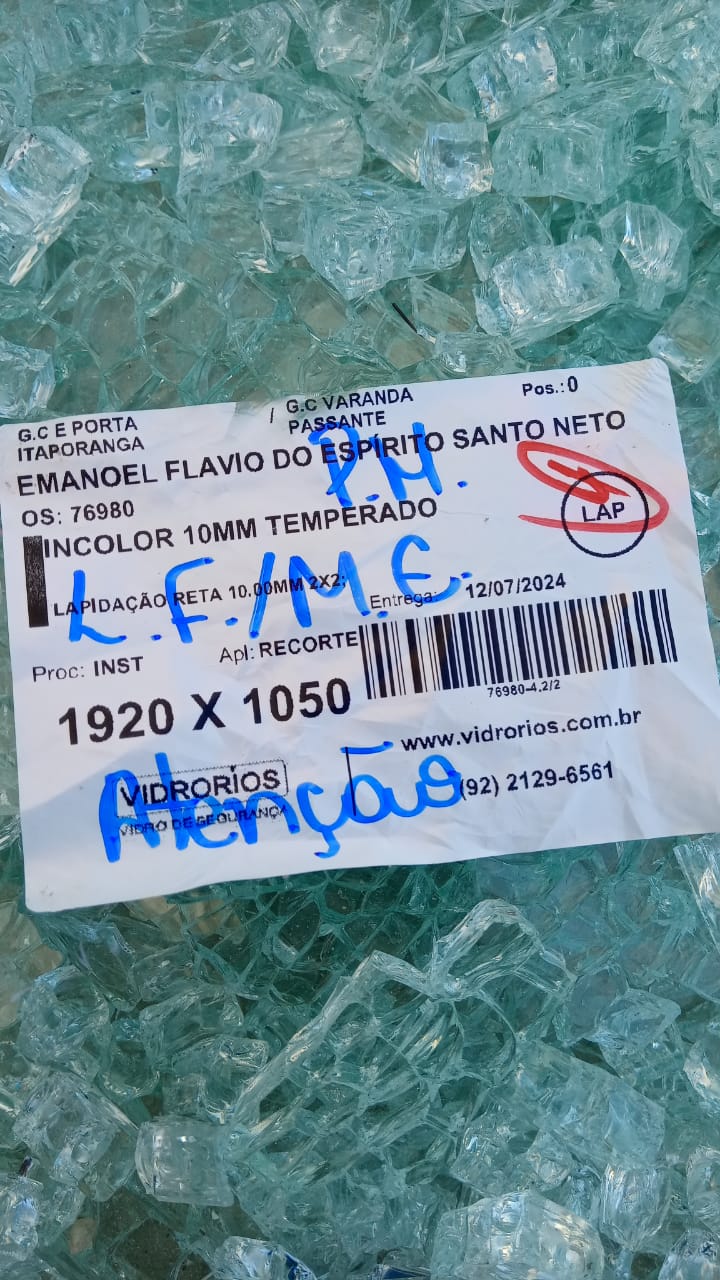 G.C E PORTA ITAPORANGA / G.C VARANDA PASSANTE Pos.:0
EMANOEL FLAVIO DO ESPÍRITO SANTO NETO
P.M.
OS: 76980
INCOLOR 10MM TEMPERADO
LAP
LAPIDAÇÃO RETA 10.00MM 2X2;
L.F./M.E.
Entrega: 12/07/2024
Proc: INST Apl: RECORTE
76980-4.2/2
1920 X 1050
www.vidrorios.com.br
VIDRORIOS
VIDRO DE SEGURANÇA
(92) 2129-6561
Atenção